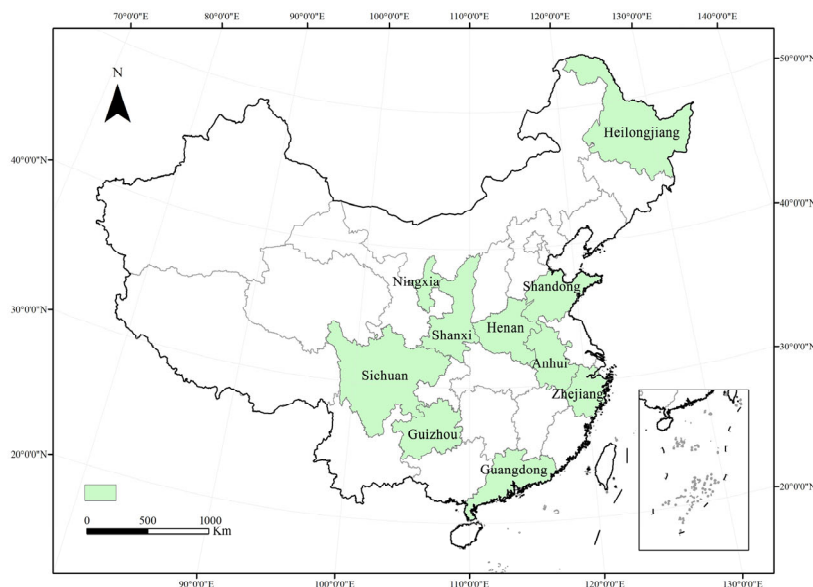 70°0'0"E 80°0'0"E 90°0'0"E 100°0'0"E 110°0'0"E 120°0'0"E 130°0'0"E 140°0'0"E
50°0'0"N
N
Heilongjiang
40°0'0"N
40°0'0"N
Ningxia
Shandong
30°0'0"N
Henan
Shanxi
30°0'0"N
Anhui
Sichuan
Zhejiang
Guizhou
20°0'0"N
Guangdong
20°0'0"N
0 500 1000
Km
90°0'0"E 100°0'0"E 110°0'0"E 120°0'0"E